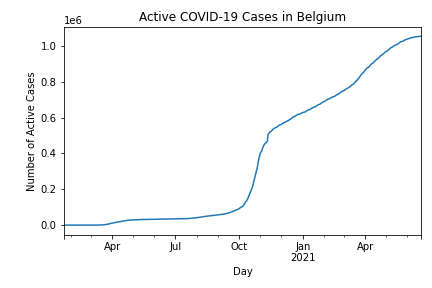 Active COVID-19 Cases in Belgium
1e6
1.0
0.8
0.6
0.4
0.2
0.0
Number of Active Cases
Apr Jul Oct Jan Apr
2021
Day